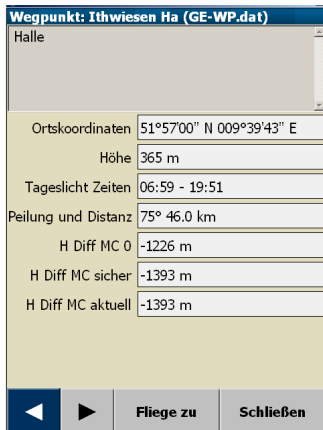 Wegpunkt: Ithwiesen Ha (GE-WP.dat)
Halle
Ortskoordinaten 51°57'00" N 009°39'43" E
Höhe 365 m
Tageslicht Zeiten 06:59 - 19:51
Peilung und Distanz 75° 46.0 km
H Diff MC 0 -1226 m
H Diff MC sicher -1393 m
H Diff MC aktuell -1393 m
Fliege zu Schließen